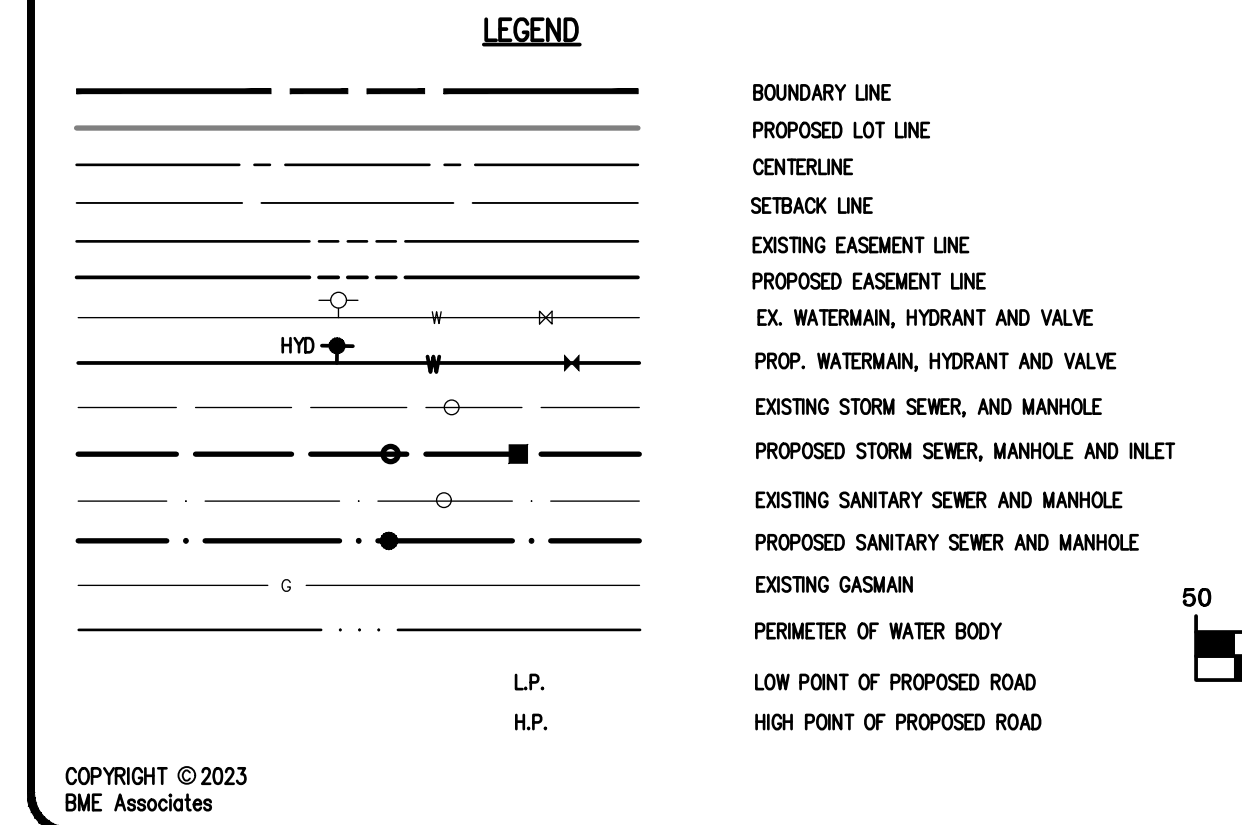 LEGEND
BOUNDARY LINE
PROPOSED LOT LINE
CENTERLINE
SETBACK LINE
EXISTING EASEMENT LINE
PROPOSED EASEMENT LINE
W EX. WATERMAIN, HYDRANT AND VALVE
HYD W PROP. WATERMAIN, HYDRANT AND VALVE
EXISTING STORM SEWER, AND MANHOLE
PROPOSED STORM SEWER, MANHOLE AND INLET
EXISTING SANITARY SEWER AND MANHOLE
PROPOSED SANITARY SEWER AND MANHOLE
G EXISTING GASMAIN
50
PERIMETER OF WATER BODY
L.P. LOW POINT OF PROPOSED ROAD
H.P. HIGH POINT OF PROPOSED ROAD
COPYRIGHT © 2023
BME Associates